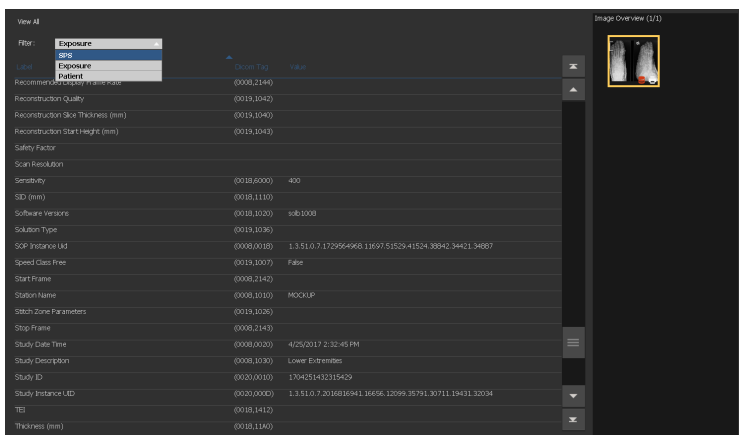 View All
Image Overview (1/1)
Filter: Exposure
SPS
Exposure
Patient
Label Dicom Tag Value
Recommended Display Frame Rate (0008,2144)
Reconstruction Quality (0019,1042)
Reconstruction Slice Thickness (mm) (0019,1040)
Reconstruction Start Height (mm) (0019,1043)
Safety Factor
Scan Resolution
Sensitivity (0018,6000) 400
SID (mm) (0018,1110)
Software Versions (0018,1020) solb1008
Solution Type (0019,1036)
SOP Instance Uid (0008,0018) 1.3.51.0.7.1729564968.11697.51529.41524.38842.34421.34887
Speed Class Free (0019,1007) False
Start Frame (0008,2142)
Station Name (0008,1010) MOCKUP
Stitch Zone Parameters (0019,1026)
Stop Frame (0008,2143)
Study Date Time (0008,0020) 4/25/2017 2:32:45 PM
Study Description (0008,1030) Lower Extremities
Study ID (0020,0010) 1704251432315429
Study Instance UID (0020,000D) 1.3.51.0.7.2016816941.16656.12099.35791.30711.19431.32034
TEI (0018,1412)
Thickness (mm) (0018,11A0)